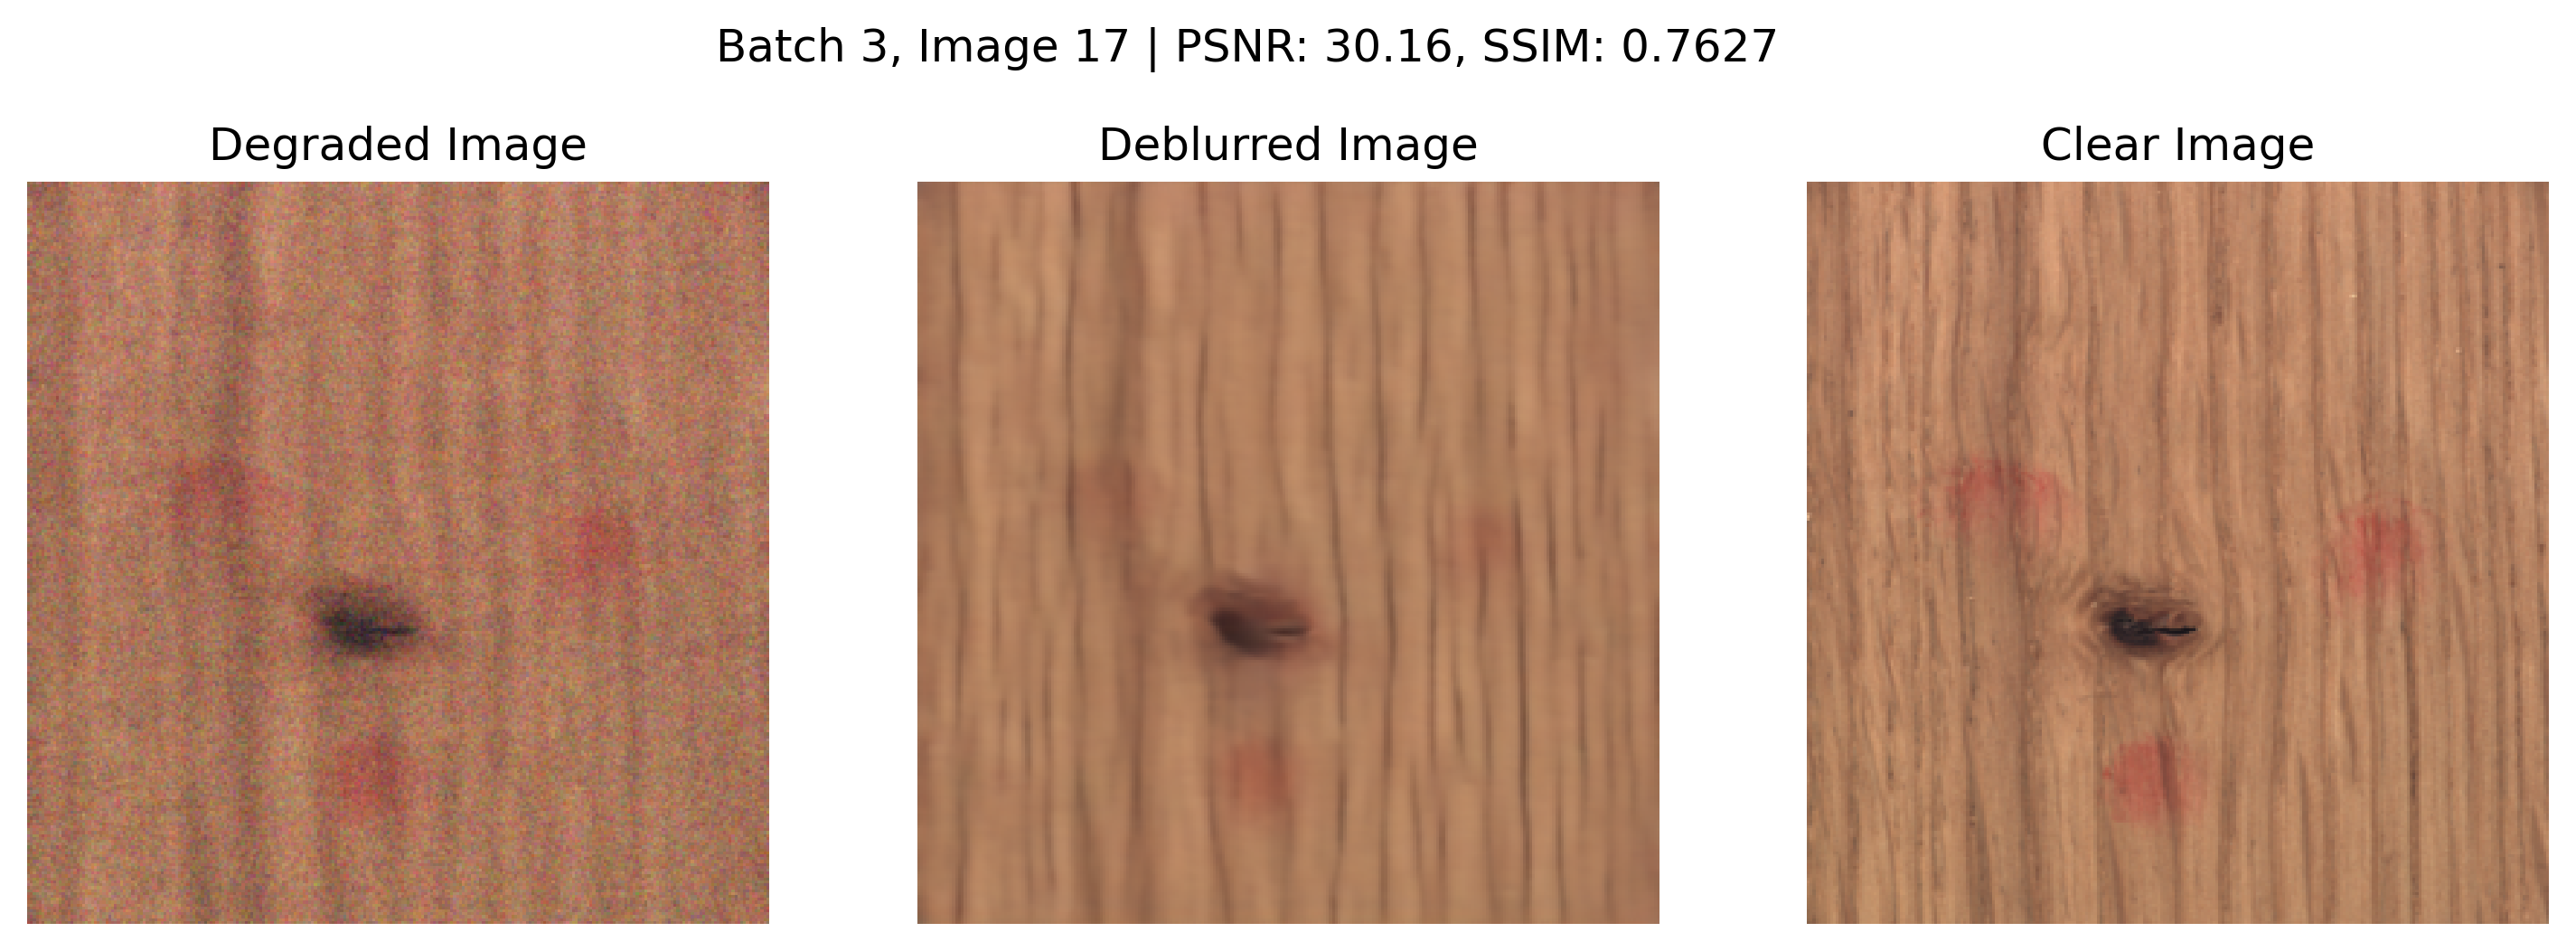 Batch 3, Image 17 | PSNR: 30.16, SSIM: 0.7627
Degraded Image
Deblurred Image
Clear Image